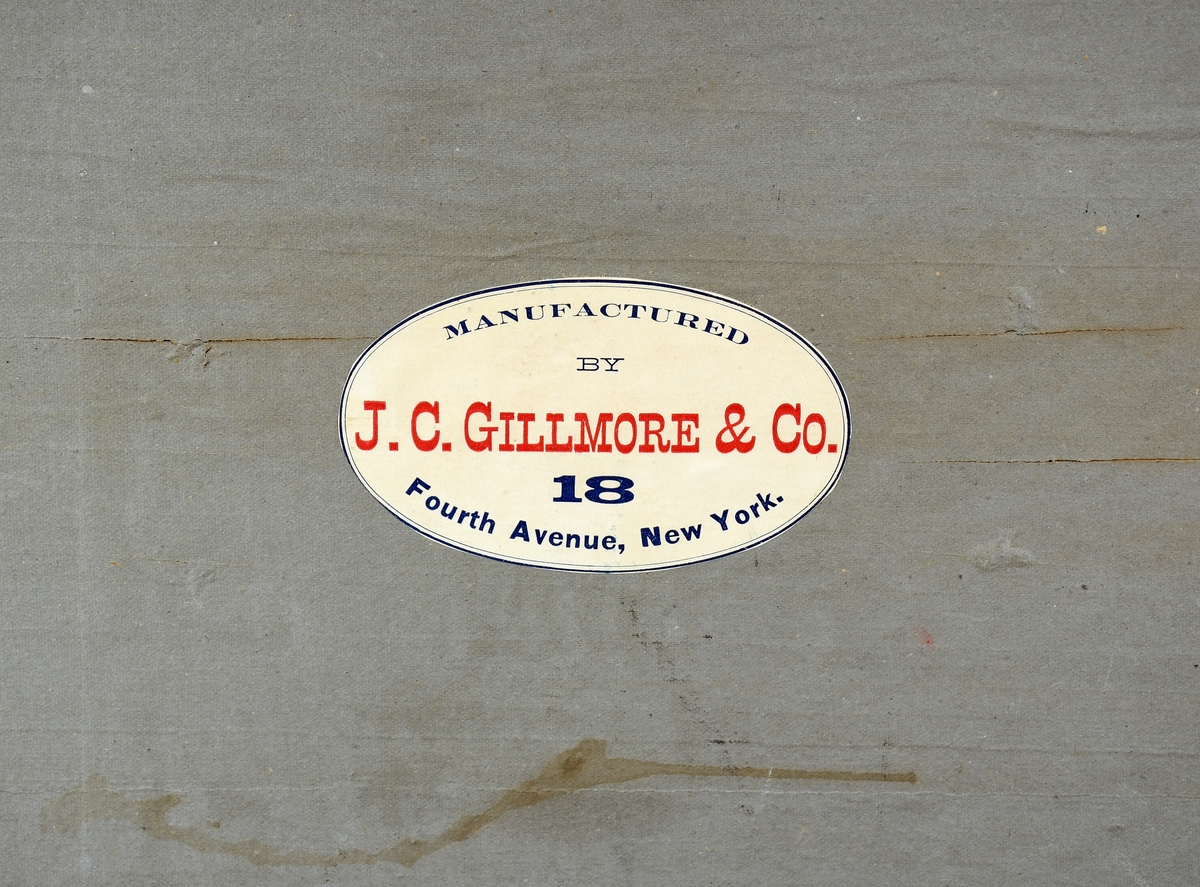 MANUFACTURED
BY
J. C. GILLMORE & CO.
18
Fourth Avenue, New York.